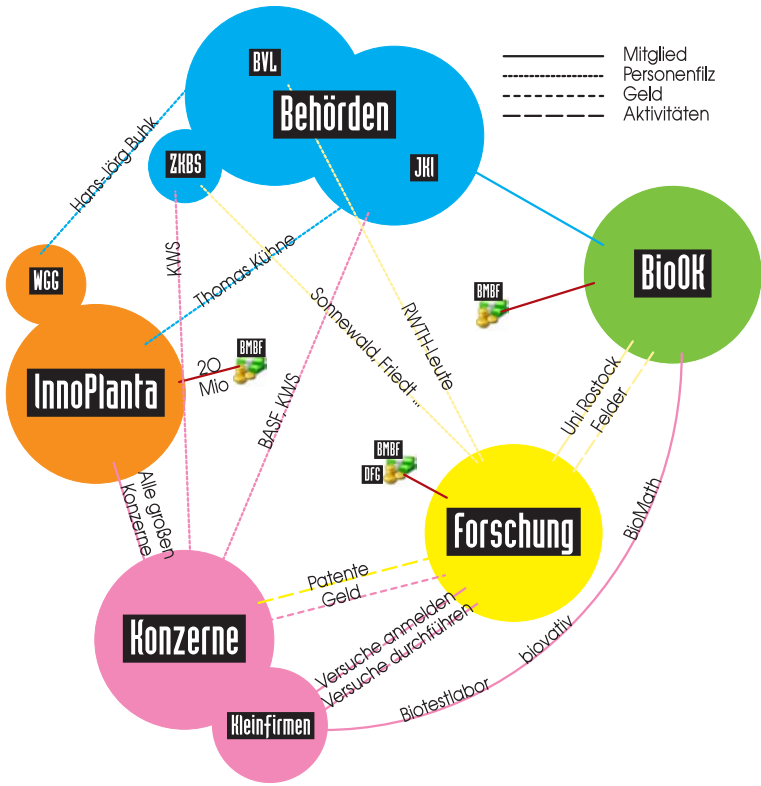 BVL
Behörden
ZKBS
JKI
Mitglied
Personenfilz
Geld
Aktivitäten
Hans-Jörg Buhk
KWS
Thomas Kühne
WGG
InnoPlanta
20
Mio
BMBF
Sonnewald, Friedt ...
RWTH-Leute
BASF, KWS
BMBF
BioOK
Uni Rostock
Felder
BMBF
DFG
Forschung
Alle großen
Konzerne
Patente
Geld
Konzerne
Versuche anmelden
Versuche durchführen
Kleinfirmen
Biotestlabor
biovativ
BioMath